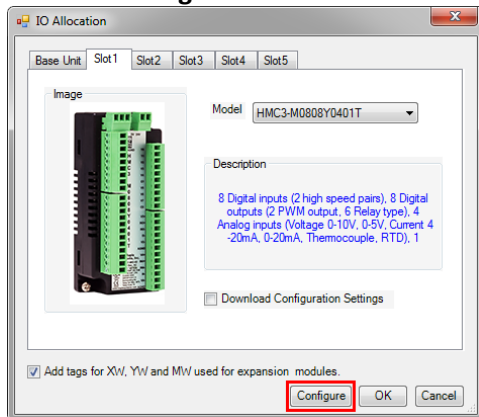 IO Allocation
Base Unit Slot1 Slot2 Slot3 Slot4 Slot5
Image
Model HMC3-M0808Y0401T
Description
8 Digital inputs (2 high speed pairs), 8 Digital
outputs (2 PWM output, 6 Relay type), 4
Analog inputs (Voltage 0-10V, 0-5V, Current 4
-20mA, 0-20mA, Thermocouple, RTD), 1
Download Configuration Settings
Add tags for XW, YW and MW used for expansion modules.
Configure OK Cancel